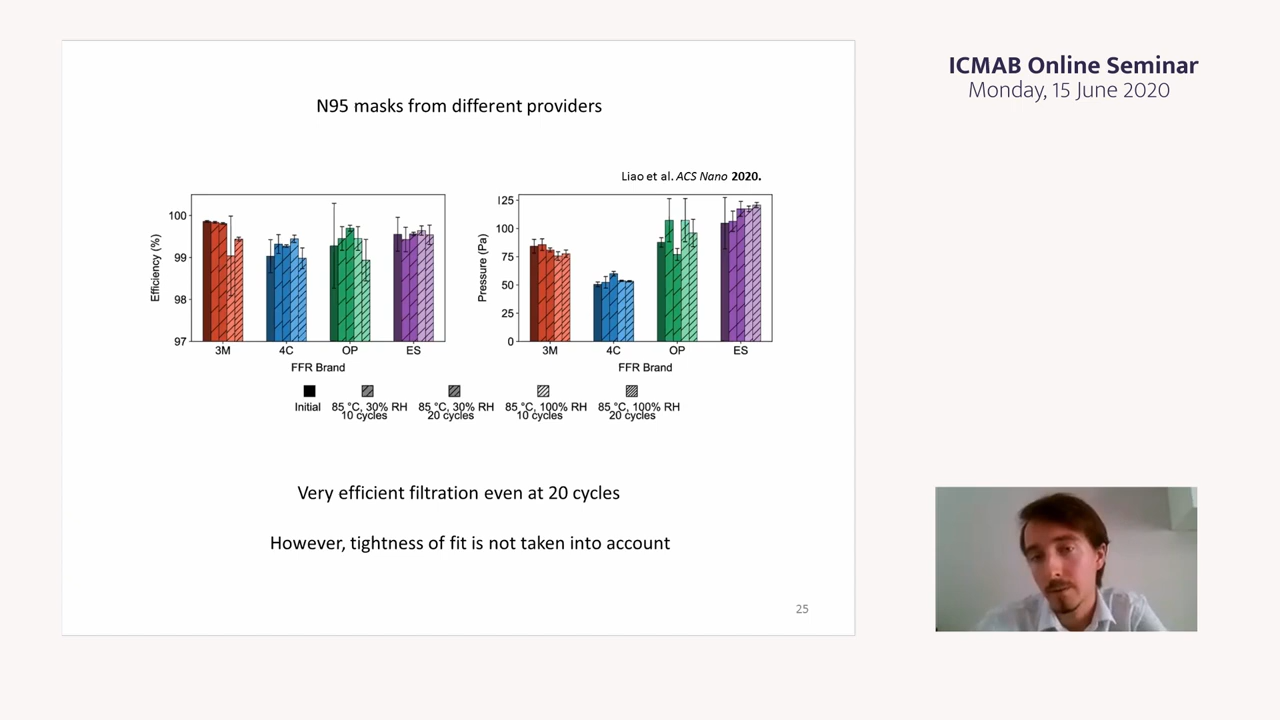 ICMAB Online Seminar
Monday, 15 June 2020
N95 masks from different providers
Liao et al. ACS Nano 2020.
Efficiency (%)
100
99
98
97
3M 4C OP ES
FFR Brand
Pressure (Pa)
125
100
75
50
25
0
3M 4C OP ES
FFR Brand
Initial
85 °C, 30% RH
10 cycles
85 °C, 30% RH
20 cycles
85 °C, 100% RH
10 cycles
85 °C, 100% RH
20 cycles
Very efficient filtration even at 20 cycles
However, tightness of fit is not taken into account
25